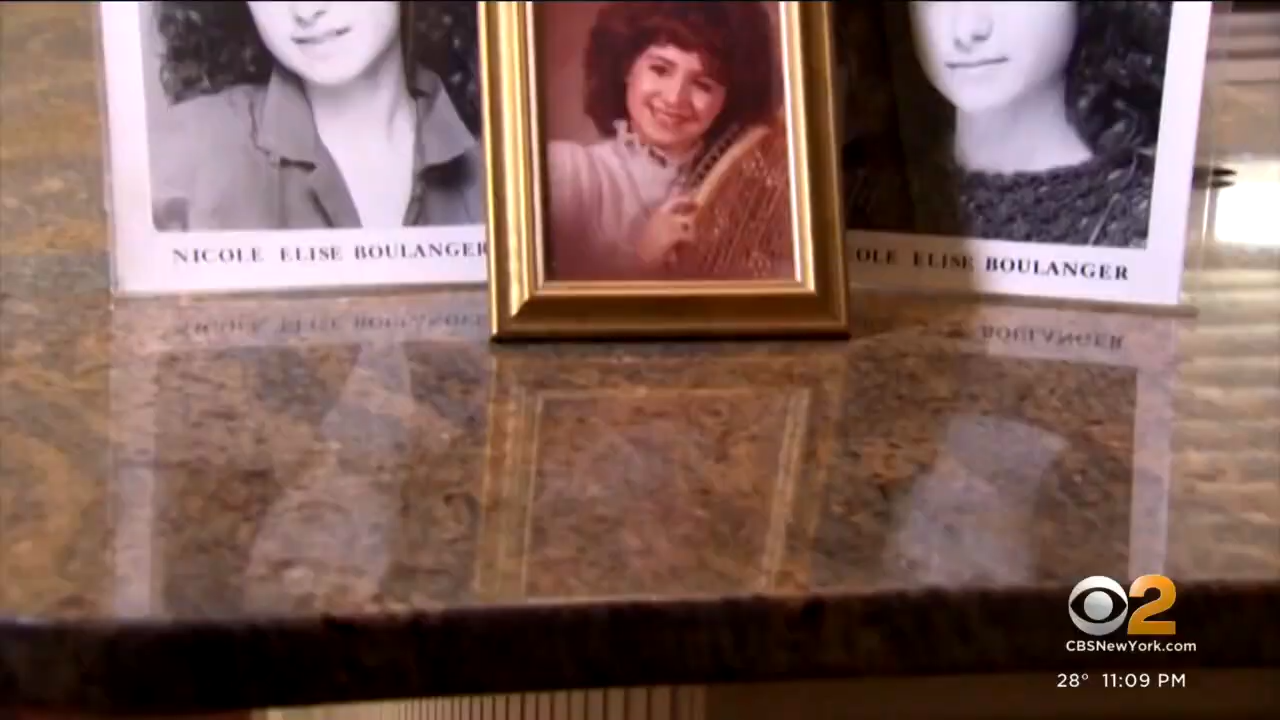 NICOLE ELISE BOULANGER
OLE ELISE BOULANGER
2
CBSNewYork.com
28° 11:09 PM